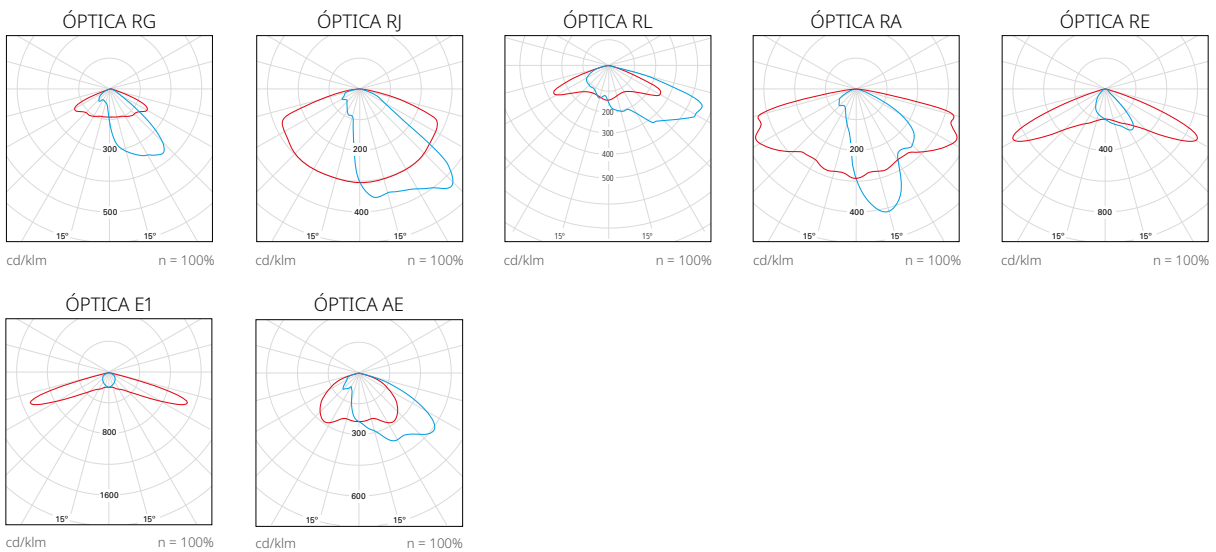 ÓPTICA RG
300
500
15° 15°
cd/klm n = 100%
ÓPTICA RJ
200
400
15° 15°
cd/klm n = 100%
ÓPTICA RL
200
300
400
500
15° 15°
cd/klm n = 100%
ÓPTICA RA
200
400
15° 15°
cd/klm n = 100%
ÓPTICA RE
400
800
15° 15°
cd/klm n = 100%
ÓPTICA E1
800
1600
15° 15°
cd/klm n = 100%
ÓPTICA AE
300
600
15° 15°
cd/klm n = 100%